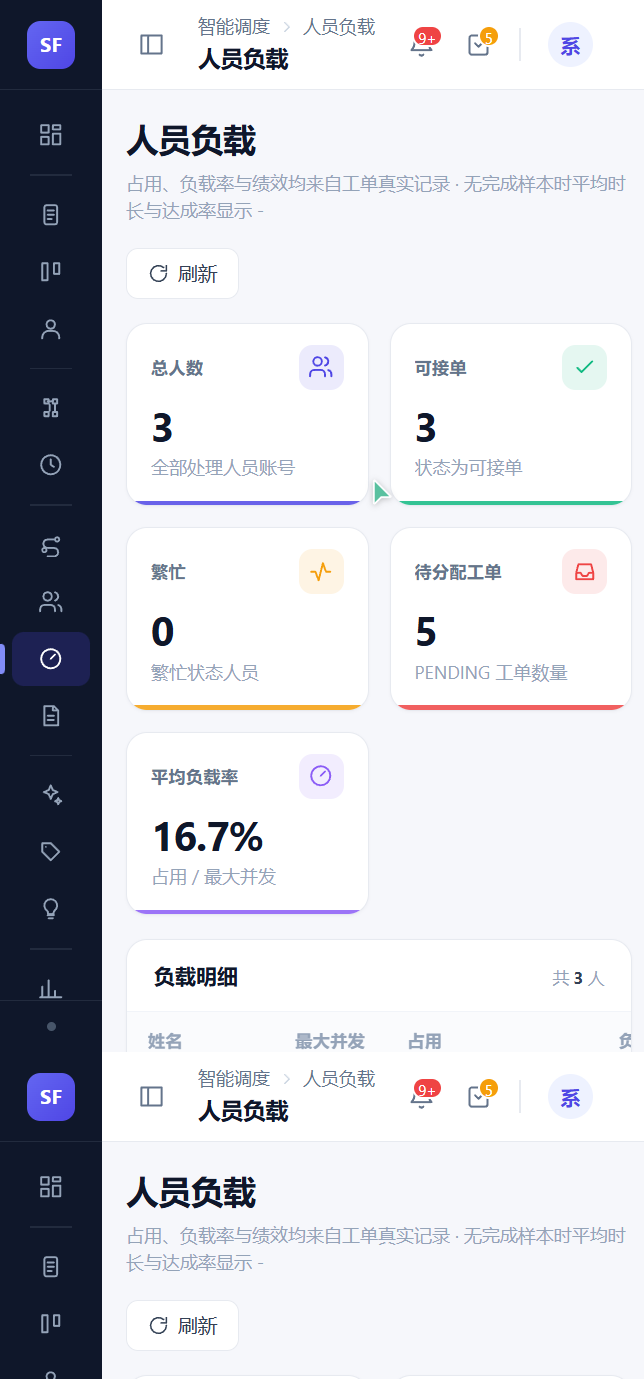 SF
智能调度 > 人员负载
9+
5
系
人员负载
人员负载
占用、负载率与绩效均来自工单真实记录 · 无完成样本时平均时
长与达成率显示 -
刷新
总人数
3
全部处理人员账号
可接单
3
状态为可接单
繁忙
0
繁忙状态人员
待分配工单
5
PENDING 工单数量
平均负载率
16.7%
占用 / 最大并发
负载明细
共 3 人
姓名 最大并发 占用
SF
智能调度 > 人员负载
9+
5
系
人员负载
人员负载
占用、负载率与绩效均来自工单真实记录 · 无完成样本时平均时
长与达成率显示 -
刷新